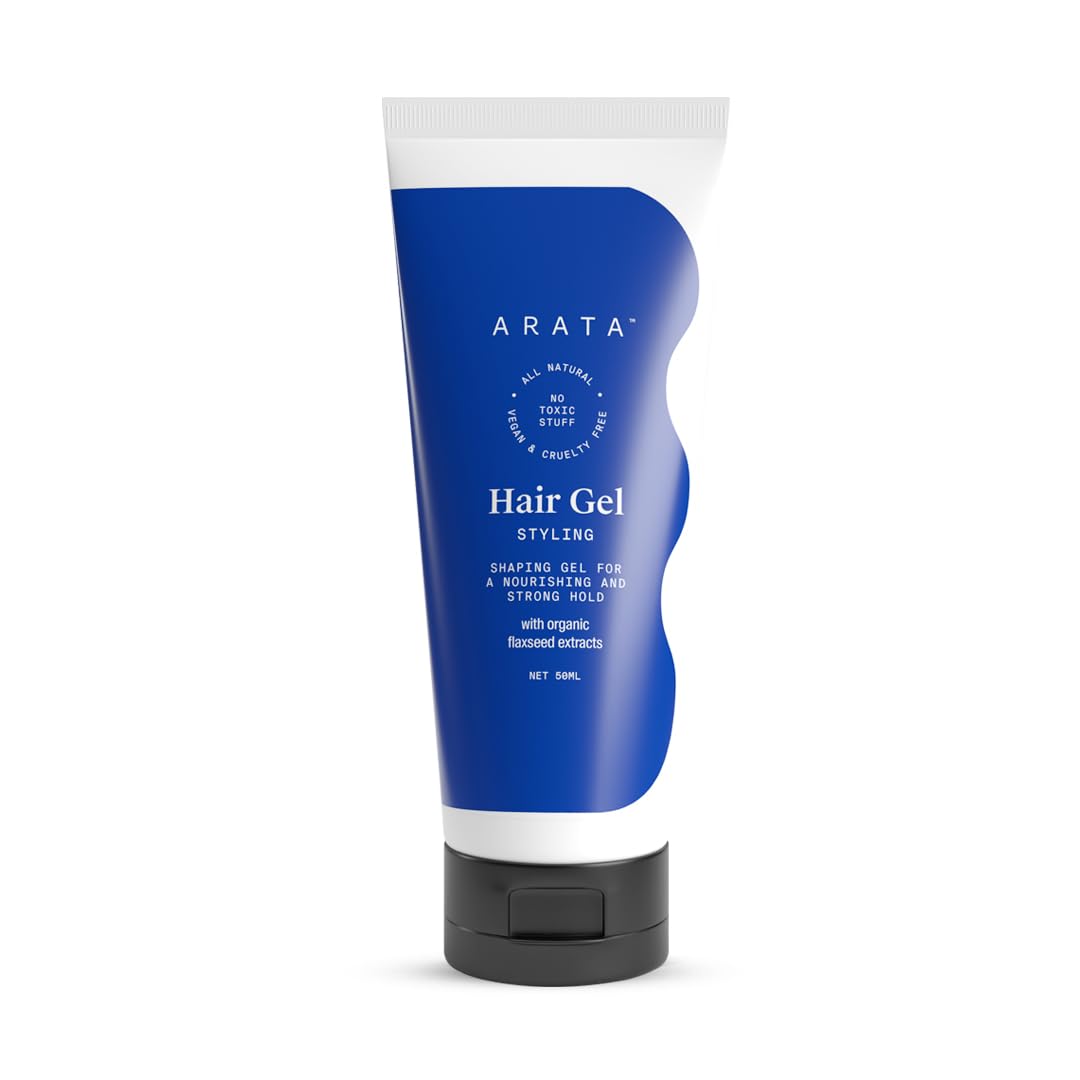 ARATA™
ALL NATURAL
NO
TOXIC
STUFF
VEGAN & CRUELTY FREE
Hair Gel
STYLING
SHAPING GEL FOR
A NOURISHING AND
STRONG HOLD
with organic
flaxseed extracts
NET 50ML